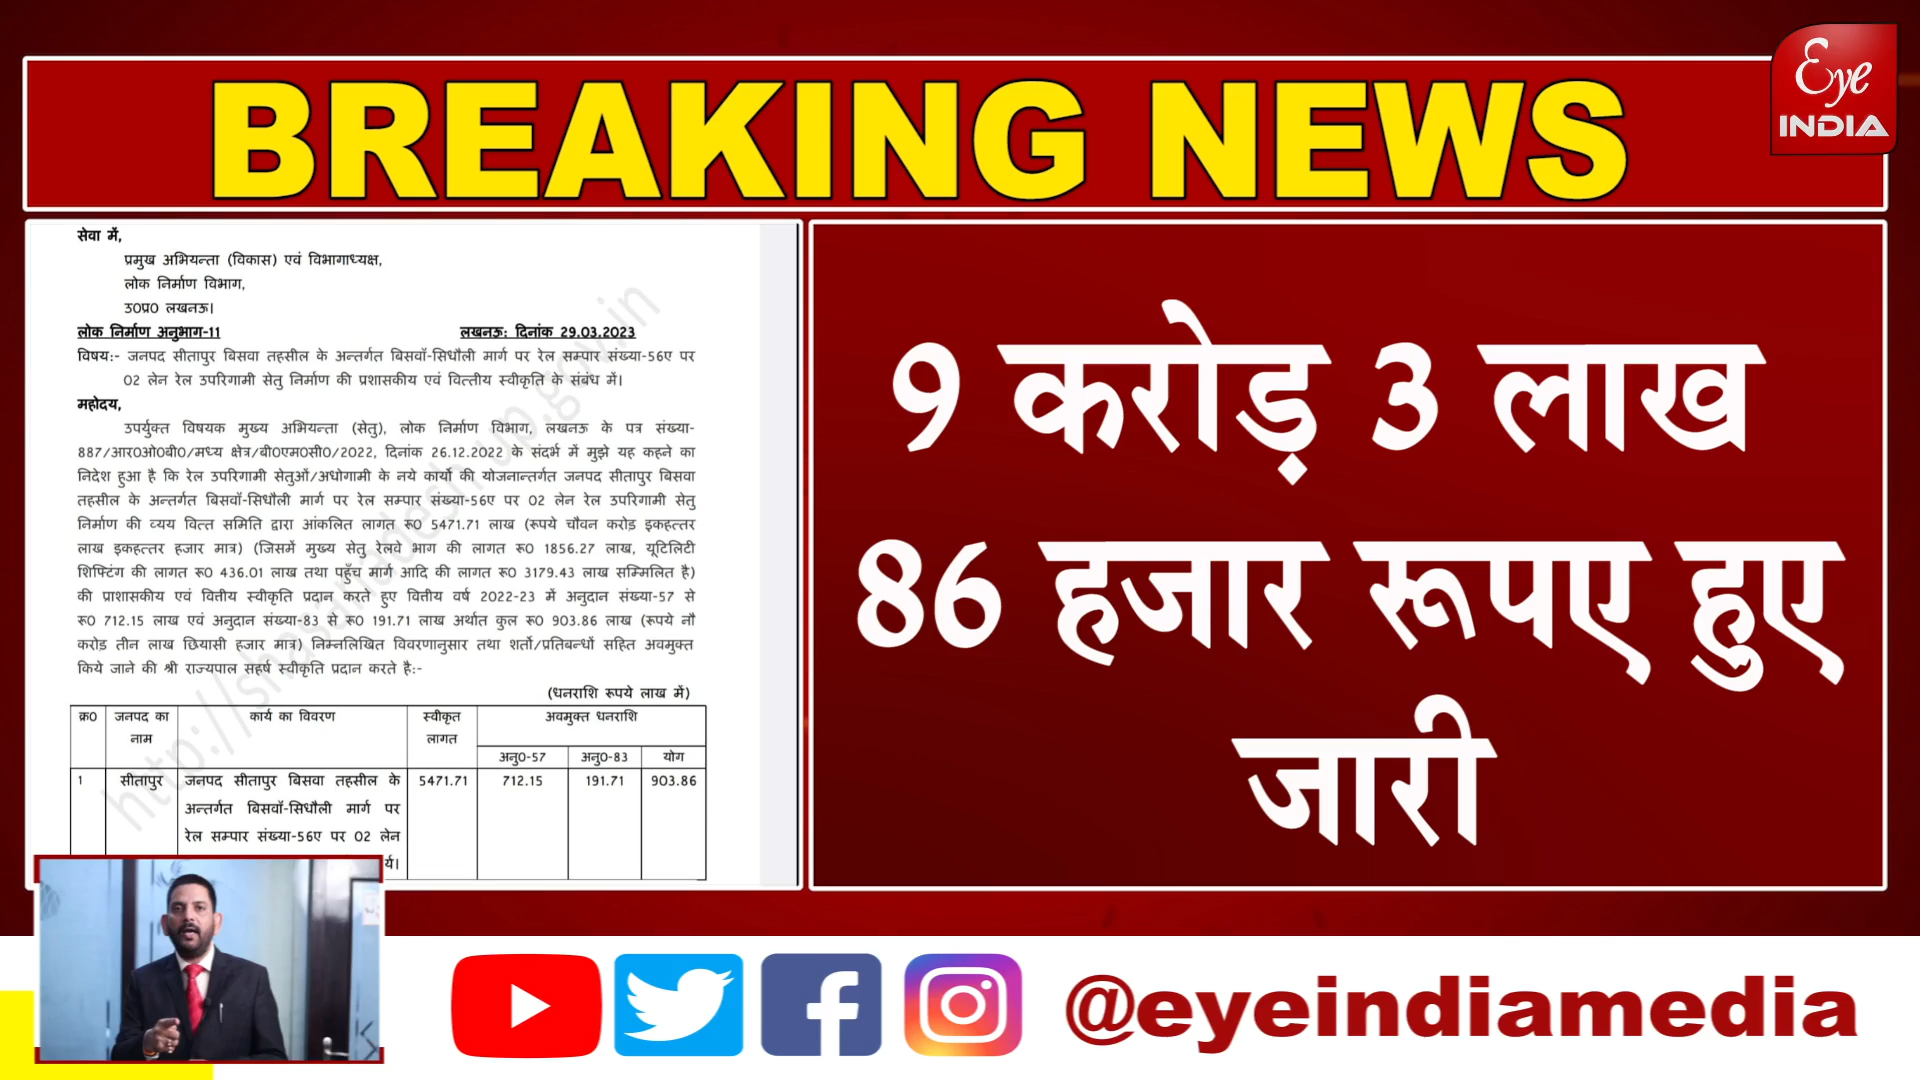 BREAKING NEWS
Eye
INDIA
सेवा में,
प्रमुख अभियन्ता (विकास) एवं विभागाध्यक्ष,
लोक निर्माण विभाग,
उ0प्र0 लखनऊ।
लोक निर्माण अनुभाग-11 लखनऊ: दिनांक 29.03.2023
विषय:- जनपद सीतापुर बिसवा तहसील के अन्तर्गत बिसवॉ-सिधौली मार्ग पर रेल सम्पार संख्या-56ए पर
02 लेन रेल उपरिगामी सेतु निर्माण की प्रशासकीय एवं वित्तीय स्वीकृति के संबंध में।
महोदय,
उपर्युक्त विषयक मुख्य अभियन्ता (सेतु), लोक निर्माण विभाग, लखनऊ के पत्र संख्या-
887/आर0ओ0बी0/मध्य क्षेत्र/बी0एम0सी0/2022, दिनांक 26.12.2022 के संदर्भ में मुझे यह कहने का
निदेश हुआ है कि रेल उपरिगामी सेतुओं/अधोगामी के नये कार्यो की योजनान्तर्गत जनपद सीतापुर बिसवा
तहसील के अन्तर्गत बिसवॉ-सिधौली मार्ग पर रेल सम्पार संख्या-56ए पर 02 लेन रेल उपरिगामी सेतु
निर्माण की व्यय वित्त समिति द्वारा आंकलित लागत रू0 5471.71 लाख (रूपये चौवन करोड़ इकहत्तर
लाख इकहत्तर हजार मात्र) (जिसमें मुख्य सेतु रेलवे भाग की लागत रू0 1856.27 लाख, यूटिलिटी
शिफ्टिंग की लागत रू0 436.01 लाख तथा पहुँच मार्ग आदि की लागत रू0 3179.43 लाख सम्मिलित है)
की प्रशासकीय एवं वित्तीय स्वीकृति प्रदान करते हुए वित्तीय वर्ष 2022-23 में अनुदान संख्या-57 से
रू0 712.15 लाख एवं अनुदान संख्या-83 से रू0 191.71 लाख अर्थात कुल रू0 903.86 लाख (रूपये नौ
करोड़ तीन लाख छियासी हजार मात्र) निम्नलिखित विवरणानुसार तथा शर्तो/प्रतिबन्धों सहित अवमुक्त
किये जाने की श्री राज्यपाल सहर्ष स्वीकृति प्रदान करते है:-
(धनराशि रूपये लाख में)
क्र0 जनपद का नाम कार्य का विवरण स्वीकृत लागत अवमुक्त धनराशि
अनु0-57 अनु0-83 योग
1 सीतापुर जनपद सीतापुर बिसवा तहसील के 5471.71 712.15 191.71 903.86
अन्तर्गत बिसवॉ-सिधौली मार्ग पर
रेल सम्पार संख्या-56ए पर 02 लेन
र्य।
9 करोड़ 3 लाख
86 हजार रूपए हुए
जारी
@eyeindiamedia